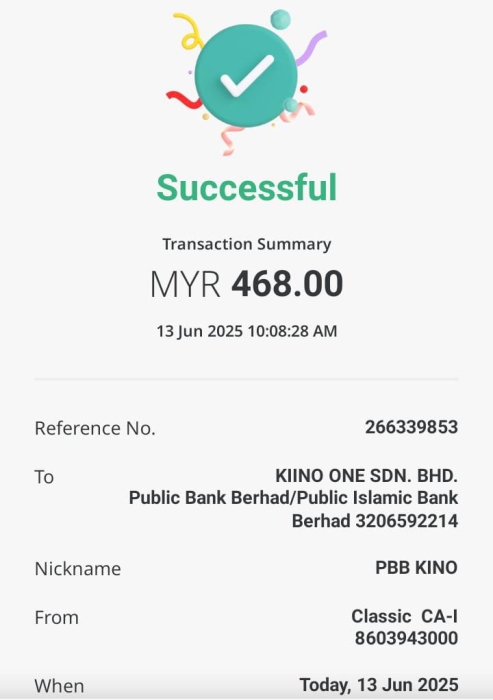 Successful
Transaction Summary
MYR 468.00
13 Jun 2025 10:08:28 AM
Reference No. 266339853
To KIINO ONE SDN. BHD.
Public Bank Berhad/Public Islamic Bank
Berhad 3206592214
Nickname PBB KINO
From Classic CA-I
8603943000
When Today, 13 Jun 2025